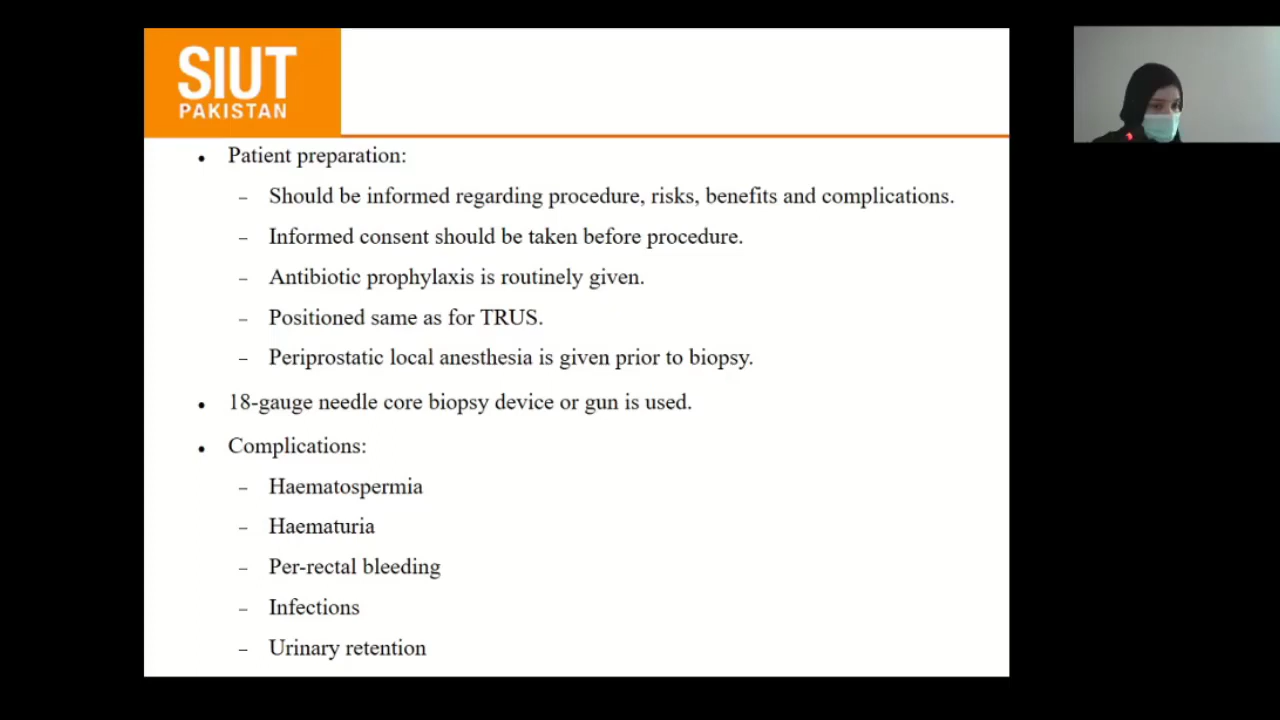 SIUT
PAKISTAN
• Patient preparation:
– Should be informed regarding procedure, risks, benefits and complications.
– Informed consent should be taken before procedure.
– Antibiotic prophylaxis is routinely given.
– Positioned same as for TRUS.
– Periprostatic local anesthesia is given prior to biopsy.
• 18-gauge needle core biopsy device or gun is used.
• Complications:
– Haematospermia
– Haematuria
– Per-rectal bleeding
– Infections
– Urinary retention